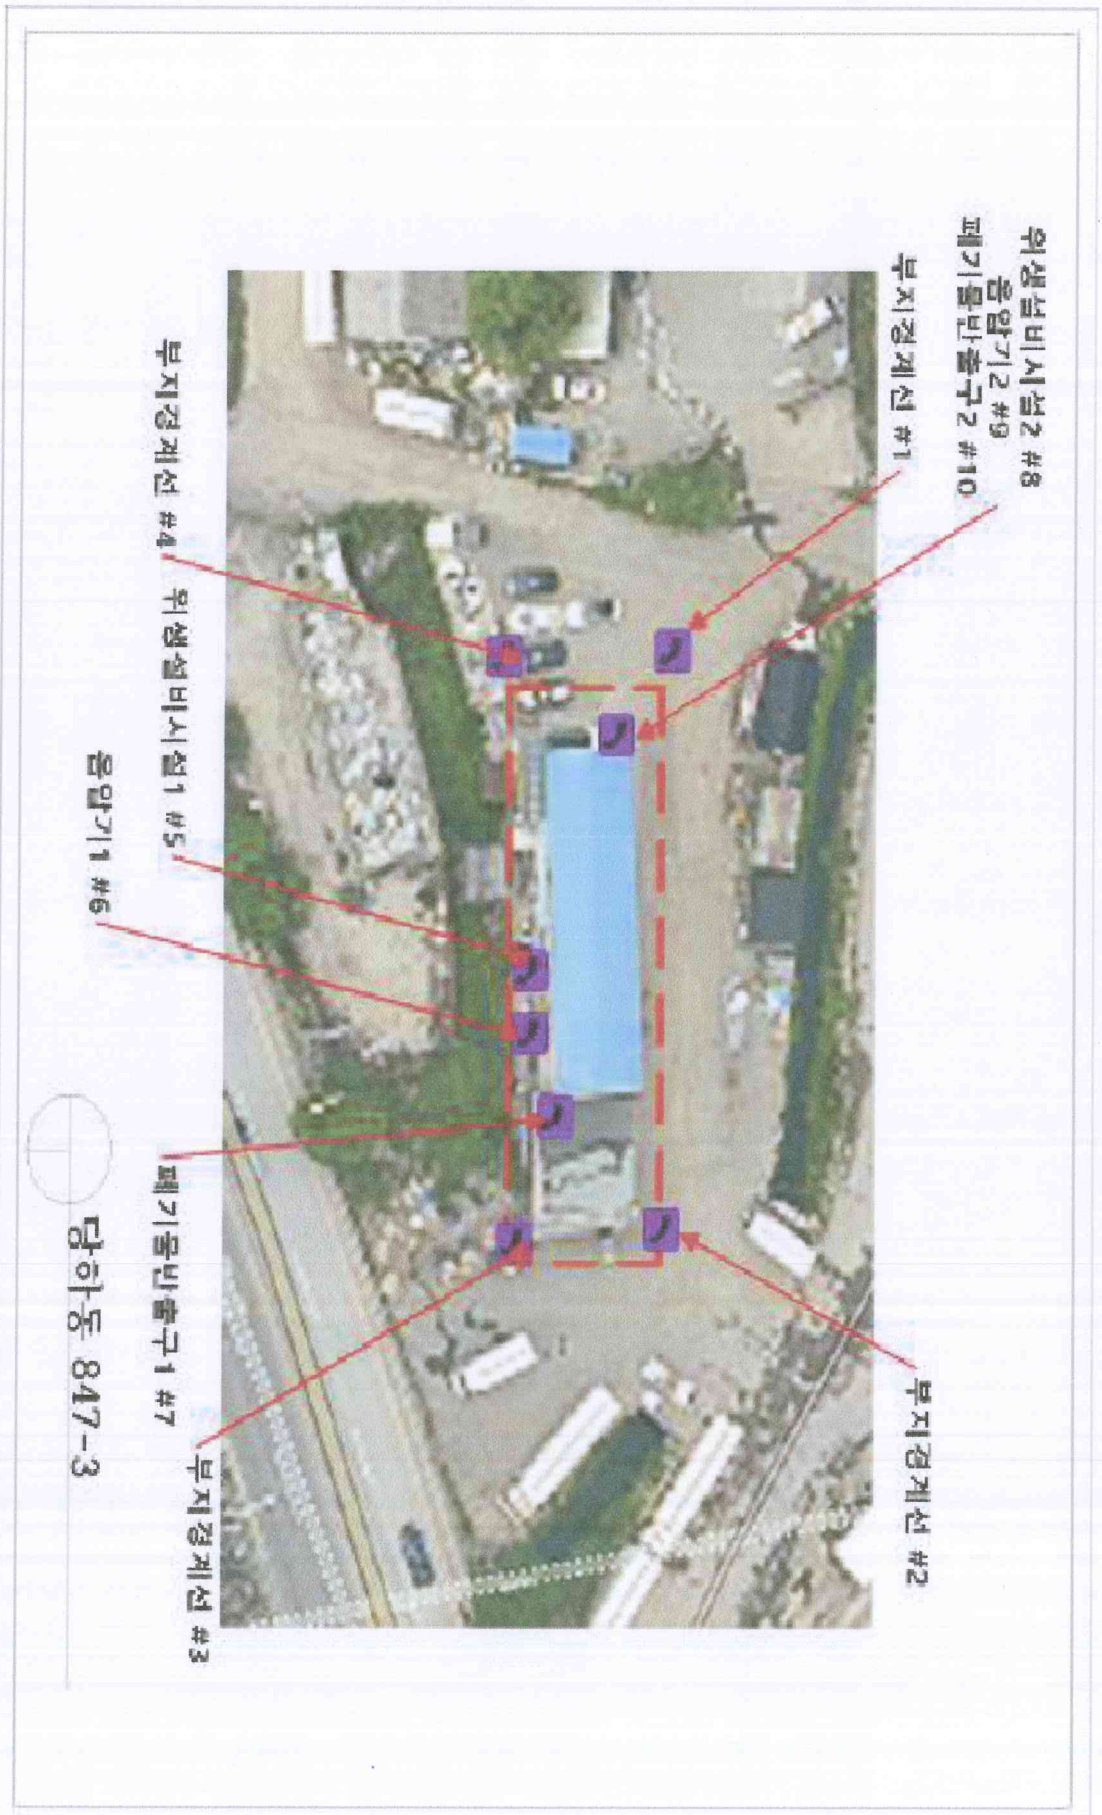 위생설비시설2 #8
음압기2 #9
폐기물반출구2 #10
부지경계선 #1
부지경계선 #2
부지경계선 #4
위생설비시설1 #5
음압기1 #6
폐기물반출구1 #7
부지경계선 #3
당하동 847-3